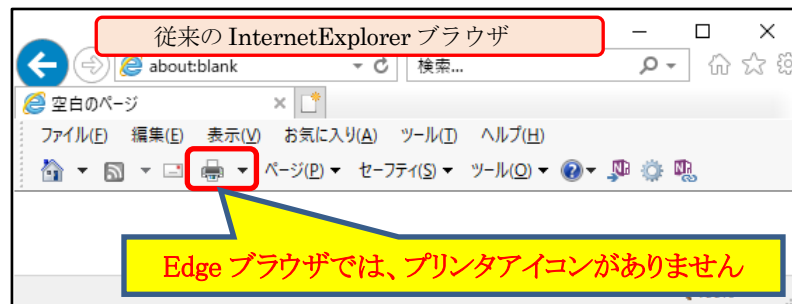 従来の InternetExplorer ブラウザ
about:blank
検索...
空白のページ
ファイル(F) 編集(E) 表示(V) お気に入り(A) ツール(T) ヘルプ(H)
ページ(P) セーフティ(S) ツール(O)
Edge ブラウザでは、プリンタアイコンがありません